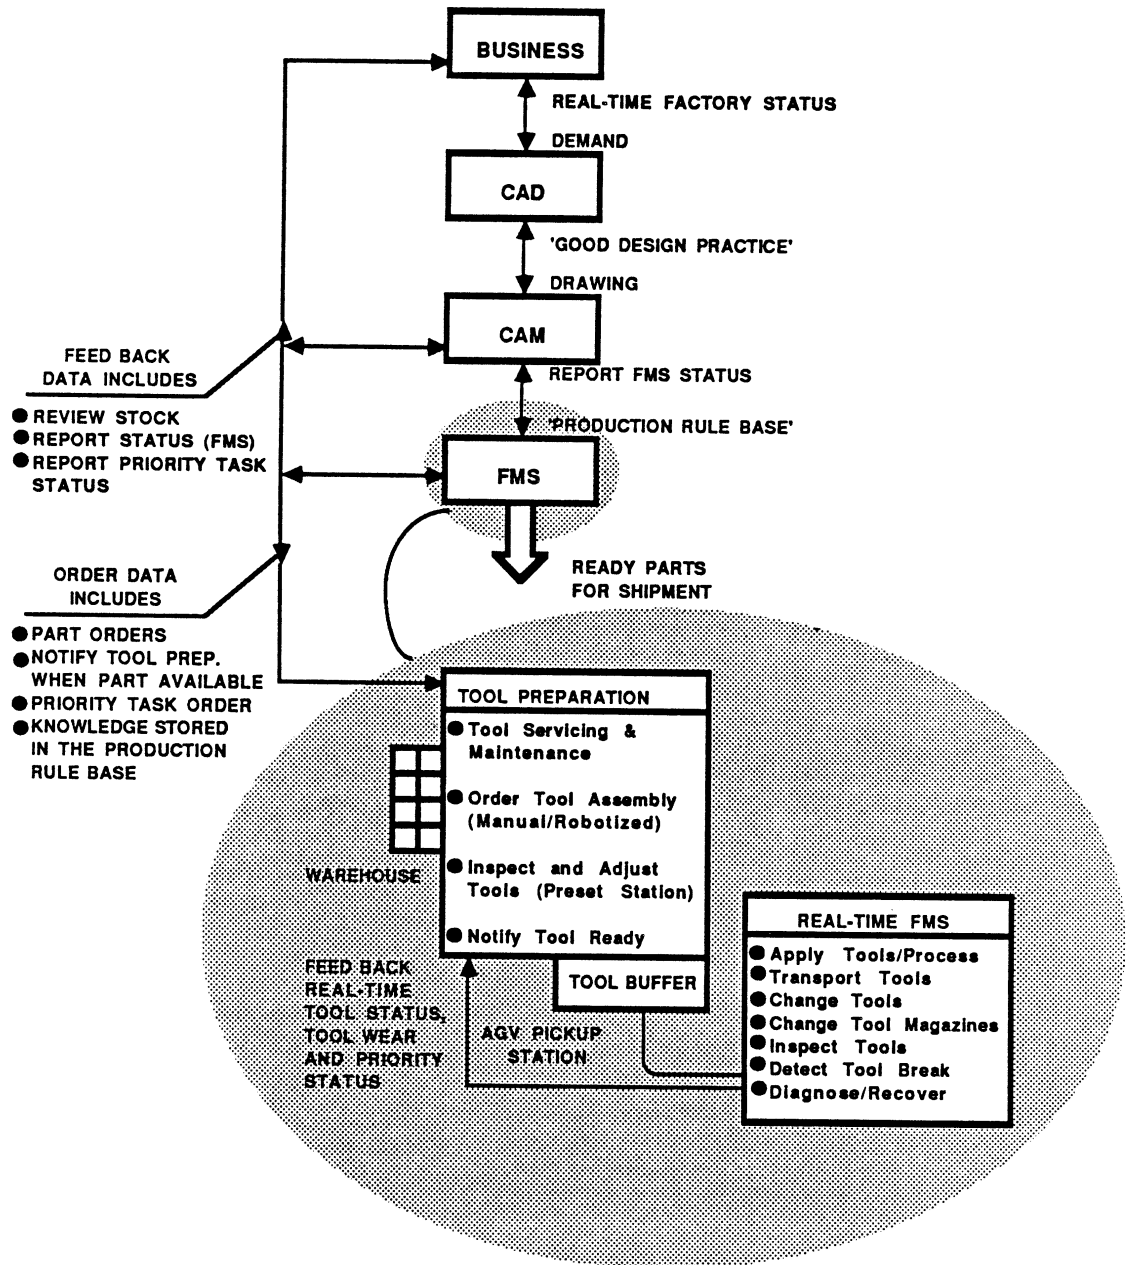 BUSINESS
REAL-TIME FACTORY STATUS
DEMAND
CAD
'GOOD DESIGN PRACTICE'
DRAWING
CAM
REPORT FMS STATUS
'PRODUCTION RULE BASE'
FMS
FEED BACK
DATA INCLUDES
REVIEW STOCK
REPORT STATUS (FMS)
REPORT PRIORITY TASK
STATUS
READY PARTS
FOR SHIPMENT
ORDER DATA
INCLUDES
PART ORDERS
NOTIFY TOOL PREP.
WHEN PART AVAILABLE
PRIORITY TASK ORDER
KNOWLEDGE STORED
IN THE PRODUCTION
RULE BASE
TOOL PREPARATION
Tool Servicing &
Maintenance
Order Tool Assembly
(Manual/Robotized)
Inspect and Adjust
Tools (Preset Station)
Notify Tool Ready
WAREHOUSE
TOOL BUFFER
FEED BACK
REAL-TIME
TOOL STATUS,
TOOL WEAR
AND PRIORITY
STATUS
AGV PICKUP
STATION
REAL-TIME FMS
Apply Tools/Process
Transport Tools
Change Tools
Change Tool Magazines
Inspect Tools
Detect Tool Break
Diagnose/Recover